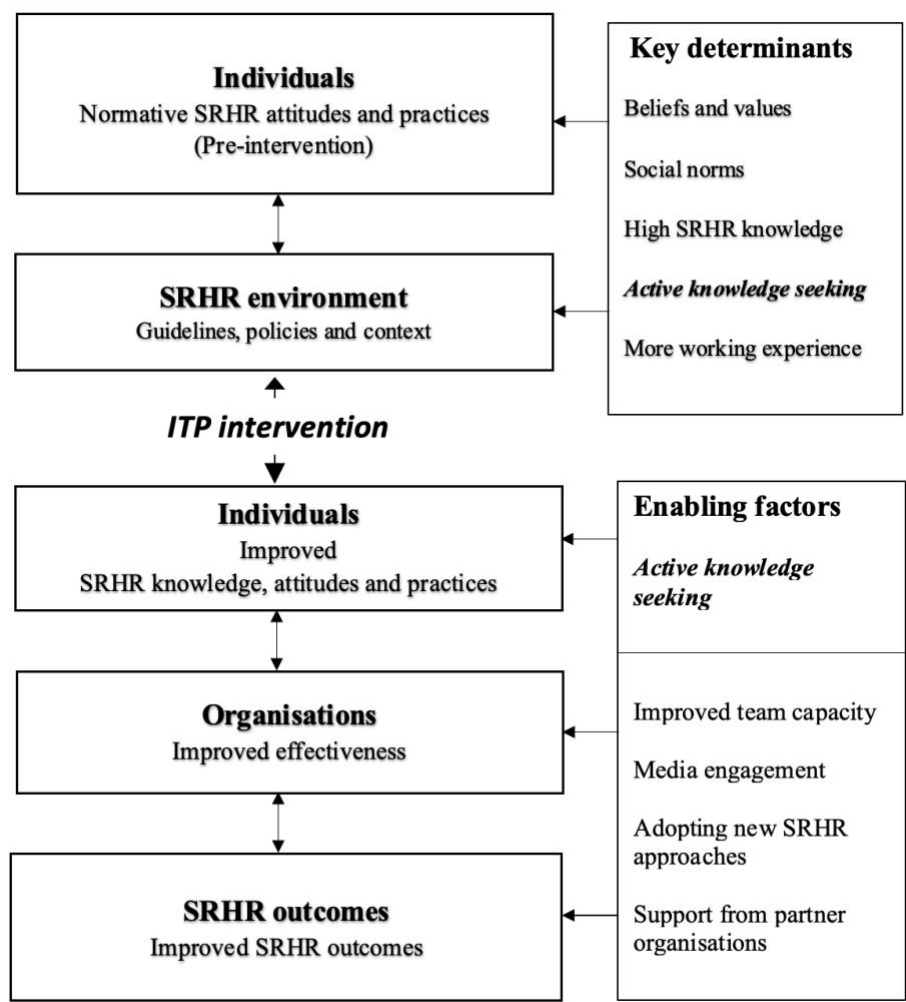 Individuals
Normative SRHR attitudes and practices
(Pre-intervention)
SRHR environment
Guidelines, policies and context
Key determinants
Beliefs and values
Social norms
High SRHR knowledge
Active knowledge seeking
More working experience
ITP intervention
Individuals
Improved
SRHR knowledge, attitudes and practices
Organisations
Improved effectiveness
SRHR outcomes
Improved SRHR outcomes
Enabling factors
Active knowledge
seeking
Improved team capacity
Media engagement
Adopting new SRHR
approaches
Support from partner
organisations